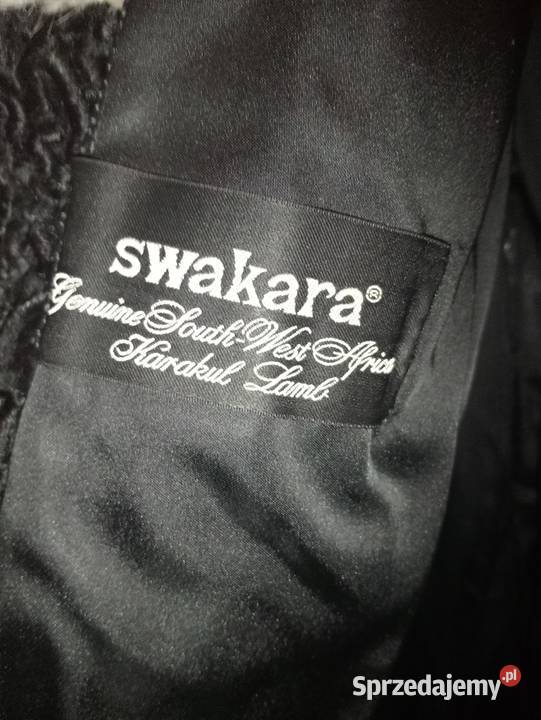 swakara®
Genuine South-West Africa
Karakul Lamb
Sprzedajemy.pl